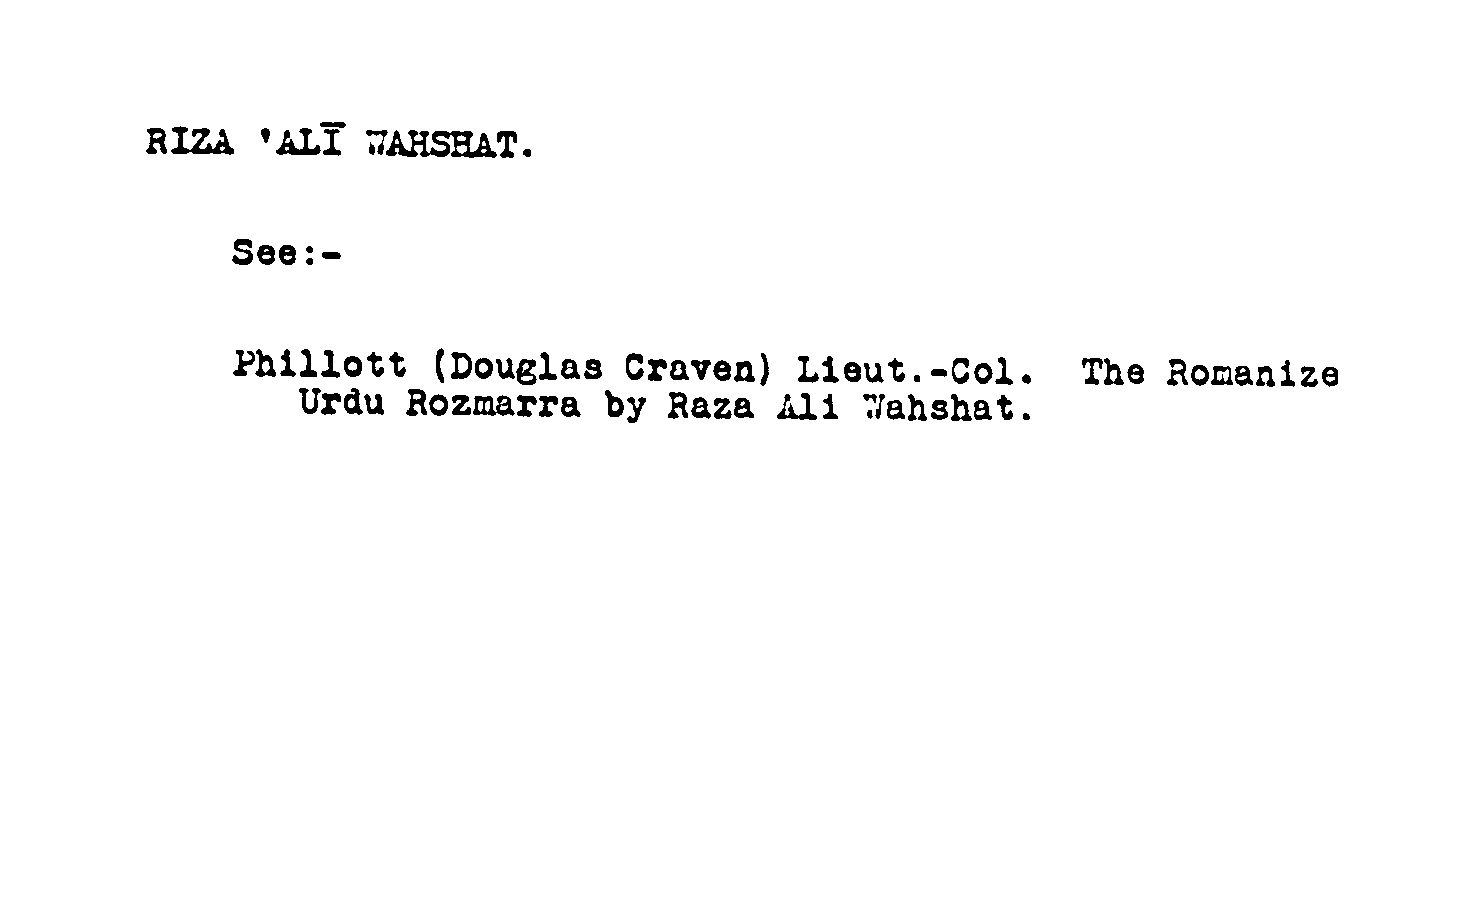 RIZA 'ALĪ WAHSHAT.
See:-
Phillott (Douglas Craven) Lieut.-Col. The Romanize
Urdu Rozmarra by Raza Ali Wahshat.